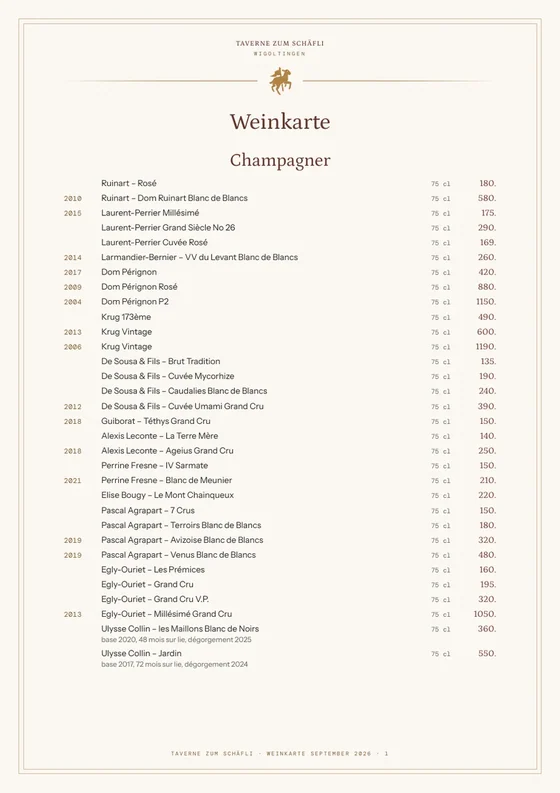 TAVERNE ZUM SCHÄFLI
WIGOLTINGEN
Weinkarte
Champagner
Ruinart – Rosé 75 cl 180.
2010 Ruinart – Dom Ruinart Blanc de Blancs 75 cl 580.
2015 Laurent-Perrier Millésimé 75 cl 175.
Laurent-Perrier Grand Siècle No 26 75 cl 290.
Laurent-Perrier Cuvée Rosé 75 cl 169.
2014 Larmandier-Bernier – VV du Levant Blanc de Blancs 75 cl 260.
2017 Dom Pérignon 75 cl 420.
2009 Dom Pérignon Rosé 75 cl 880.
2004 Dom Pérignon P2 75 cl 1150.
Krug 173ème 75 cl 490.
2013 Krug Vintage 75 cl 600.
2006 Krug Vintage 75 cl 1190.
De Sousa & Fils – Brut Tradition 75 cl 135.
De Sousa & Fils – Cuvée Mycorhize 75 cl 190.
De Sousa & Fils – Caudalies Blanc de Blancs 75 cl 240.
2012 De Sousa & Fils – Cuvée Umami Grand Cru 75 cl 390.
2018 Guiborat – Téthys Grand Cru 75 cl 150.
Alexis Leconte – La Terre Mère 75 cl 140.
2018 Alexis Leconte – Ageius Grand Cru 75 cl 250.
Perrine Fresne – IV Sarmate 75 cl 150.
2021 Perrine Fresne – Blanc de Meunier 75 cl 210.
Elise Bougy – Le Mont Chainqueux 75 cl 220.
Pascal Agrapart – 7 Crus 75 cl 150.
Pascal Agrapart – Terroirs Blanc de Blancs 75 cl 180.
2019 Pascal Agrapart – Avizoise Blanc de Blancs 75 cl 320.
2019 Pascal Agrapart – Venus Blanc de Blancs 75 cl 480.
Egly-Ouriet – Les Prémices 75 cl 160.
Egly-Ouriet – Grand Cru 75 cl 195.
Egly-Ouriet – Grand Cru V.P. 75 cl 320.
2013 Egly-Ouriet – Millésimé Grand Cru 75 cl 1050.
Ulysse Collin – les Maillons Blanc de Noirs 75 cl 360.
base 2020, 48 mois sur lie, dégorgement 2025
Ulysse Collin – Jardin 75 cl 550.
base 2017, 72 mois sur lie, dégorgement 2024
TAVERNE ZUM SCHÄFLI · WEINKARTE SEPTEMBER 2026 · 1